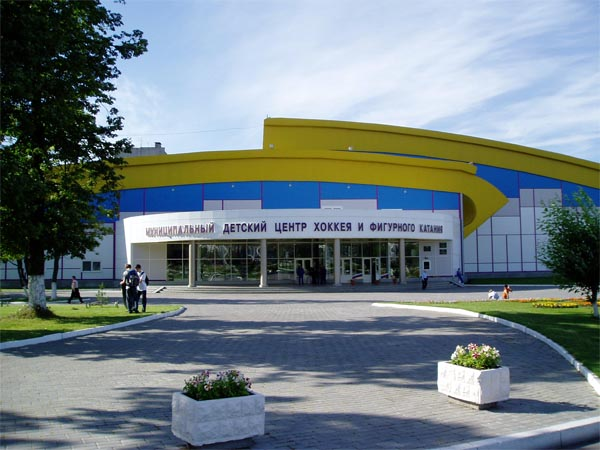 МУНИЦИПАЛЬНЫЙ ДЕТСКИЙ ЦЕНТР ХОККЕЯ И ФИГУРНОГО КАТАНИЯ